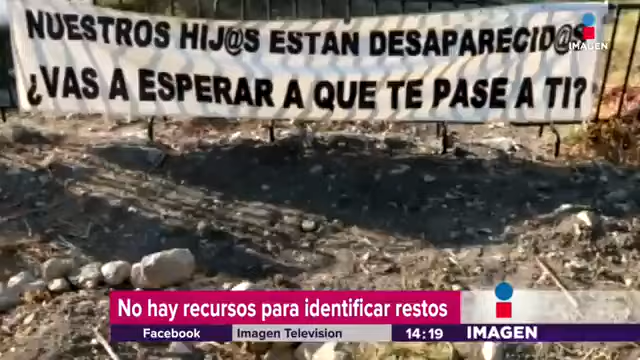 NUESTROS HIJ@S ESTÁN DESAPARECID@S
IMAGEN
¿VAS A ESPERAR A QUE TE PASE A TI?
No hay recursos para identificar restos
Facebook
Imagen Television
14:19
IMAGEN